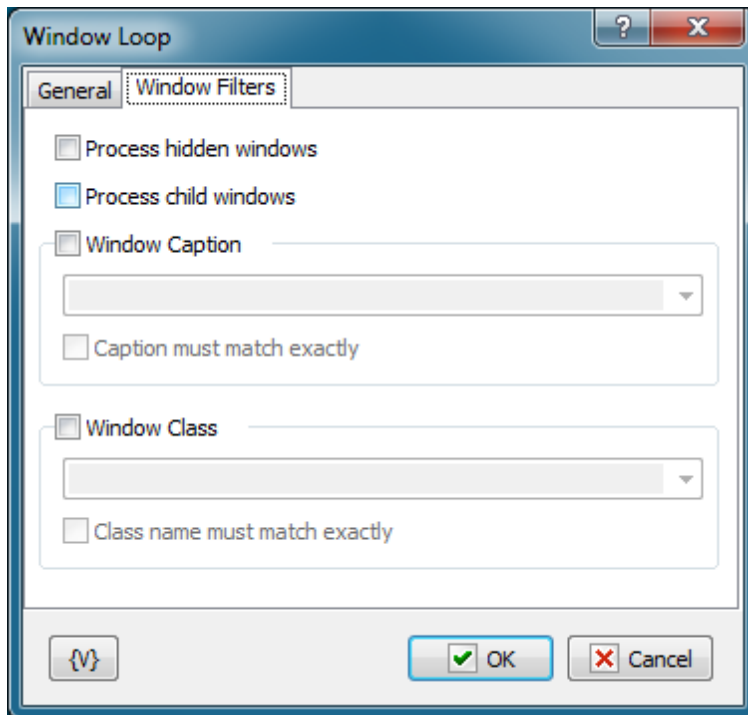 Window Loop
?
General
Window Filters
Process hidden windows
Process child windows
Window Caption
Caption must match exactly
Window Class
Class name must match exactly
{V}
OK
Cancel